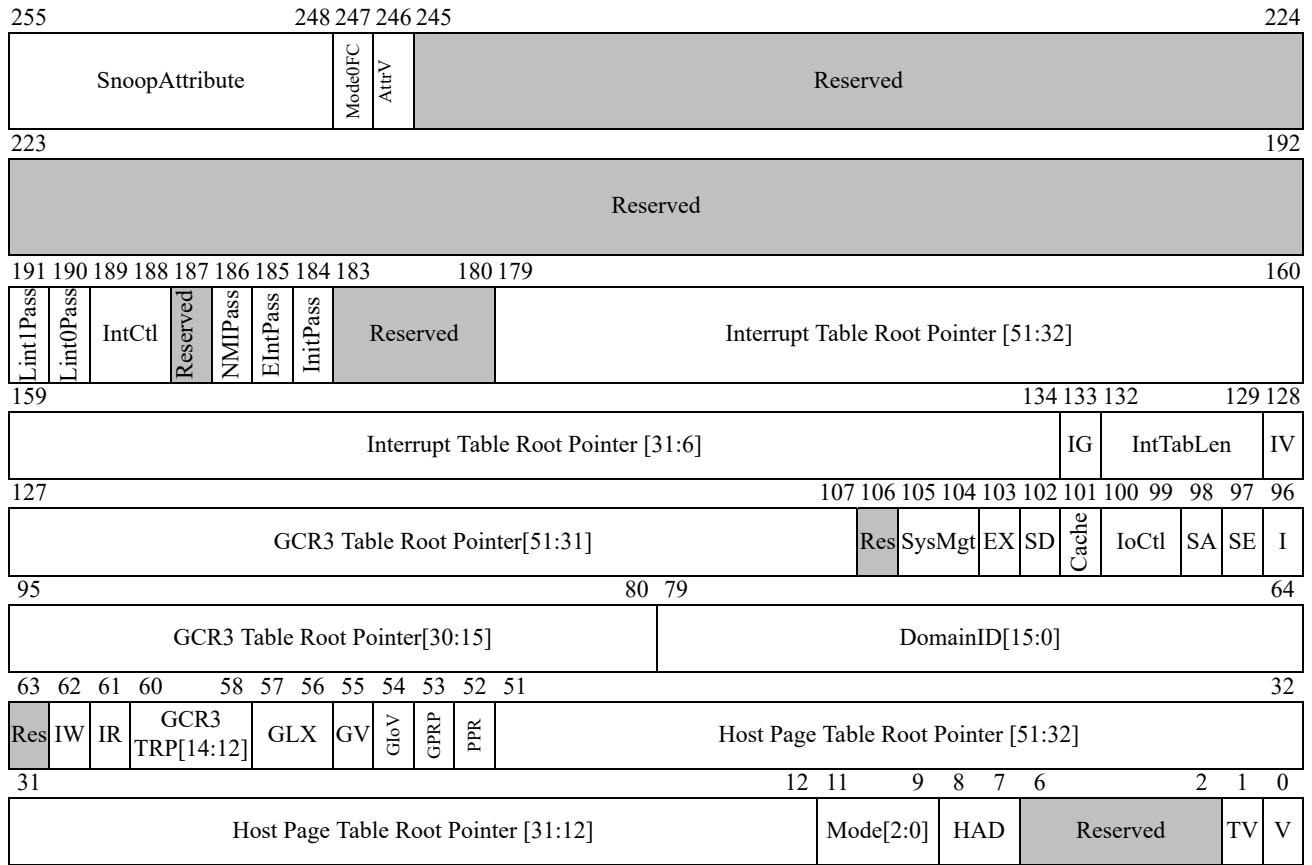 255 248 247 246 245 224
SnoopAttribute Mode0FC AttrV Reserved
223 192
Reserved
191 190 189 188 187 186 185 184 183 180 179 160
Lint1Pass Lint0Pass IntCtl Reserved NMIPass EIntPass InitPass Reserved Interrupt Table Root Pointer [51:32]
159 134 133 132 129 128
Interrupt Table Root Pointer [31:6] IG IntTabLen IV
127 107 106 105 104 103 102 101 100 99 98 97 96
GCR3 Table Root Pointer[51:31] Res SysMgt EX SD Cache IoCtl SA SE I
95 80 79 64
GCR3 Table Root Pointer[30:15] DomainID[15:0]
63 62 61 60 58 57 56 55 54 53 52 51 32
Res IW IR GCR3 TRP[14:12] GLX GV GIoV GPRP PPR Host Page Table Root Pointer [51:32]
31 12 11 9 8 7 6 2 1 0
Host Page Table Root Pointer [31:12] Mode[2:0] HAD Reserved TV V